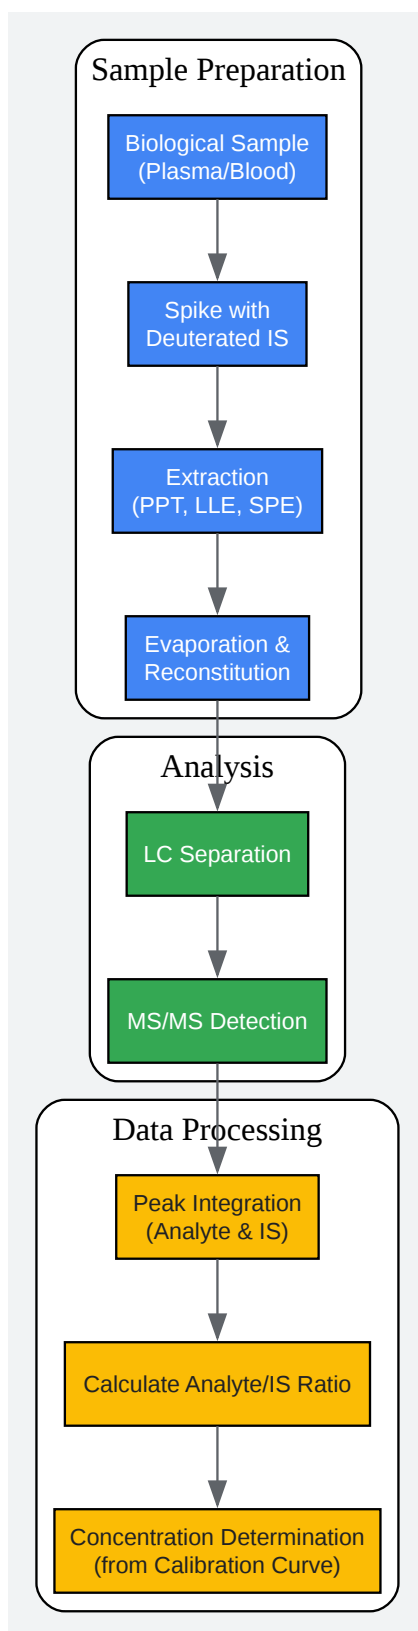 Sample Preparation
Biological Sample
(Plasma/Blood)
Spike with
Deuterated IS
Extraction
(PPT, LLE, SPE)
Evaporation &
Reconstitution
Analysis
LC Separation
MS/MS Detection
Data Processing
Peak Integration
(Analyte & IS)
Calculate Analyte/IS Ratio
Concentration Determination
(from Calibration Curve)